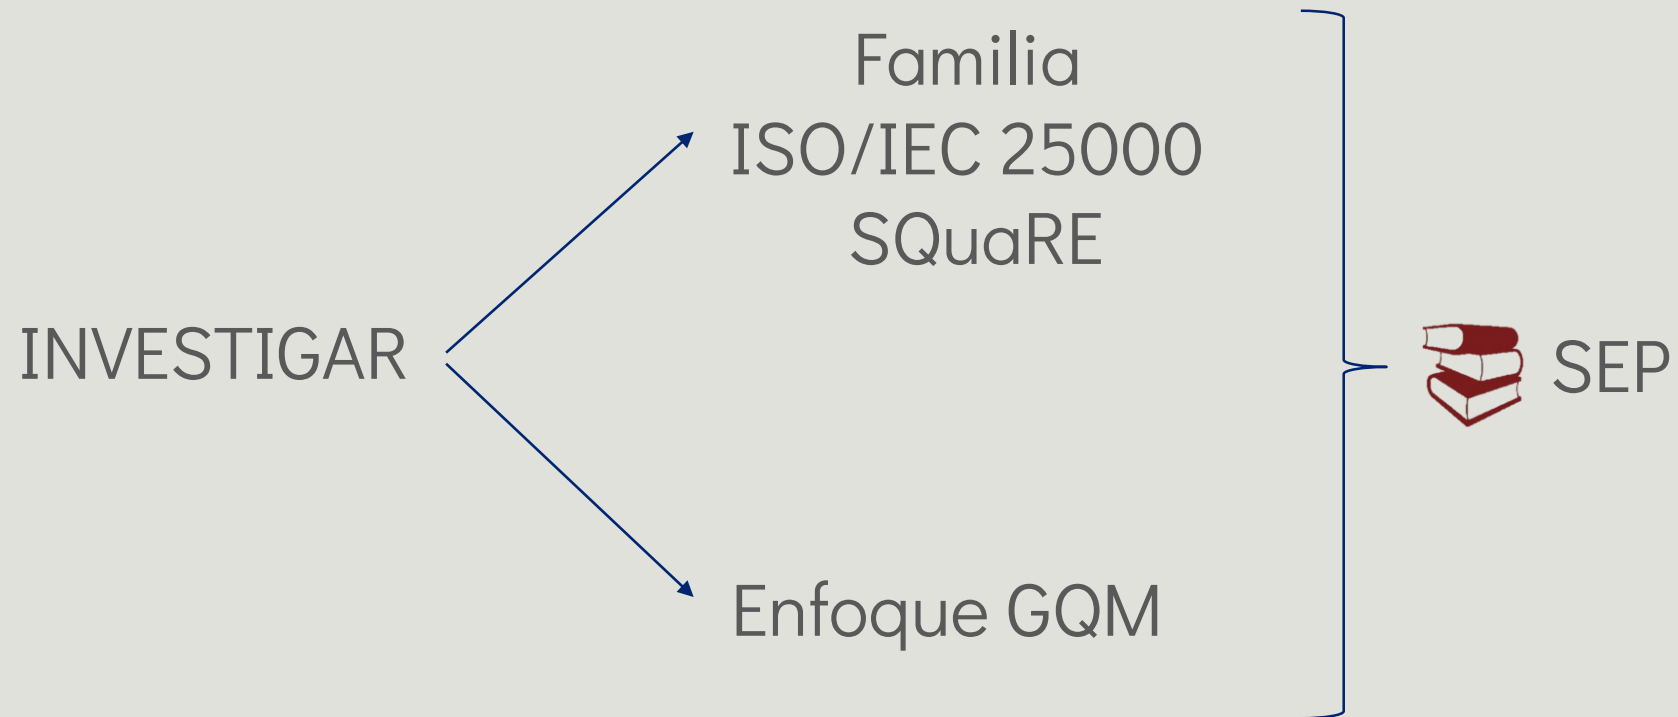 INVESTIGAR
Familia
ISO/IEC 25000
SQuaRE
Enfoque GQM
SEP